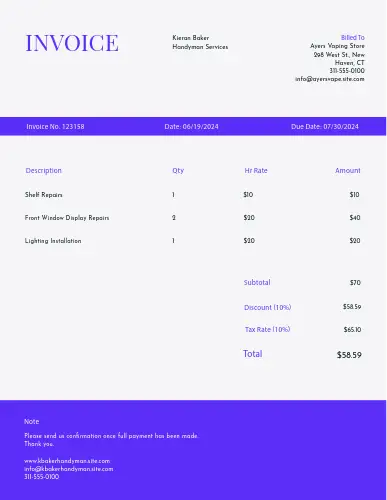 INVOICE
Kieran Baker
Handyman Services
Billed To
Ayers Vaping Store
298 West St, New
Haven, CT
311-555-0100
info@ayersvape.site.com
Invoice No. 123158 Date: 06/19/2024 Due Date: 07/30/2024
Description Qty Hr Rate Amount
Shelf Repairs 1 $10 $10
Front Window Display Repairs 2 $20 $40
Lighting Installation 1 $20 $20
Subtotal $70
Discount (10%) $58.59
Tax Rate (10%) $65.10
Total $58.59
Note
Please send us confirmation once full payment has been made.
Thank you.
www.kbakerhandyman.site.com
info@kbakerhandyman.site.com
311-555-0100